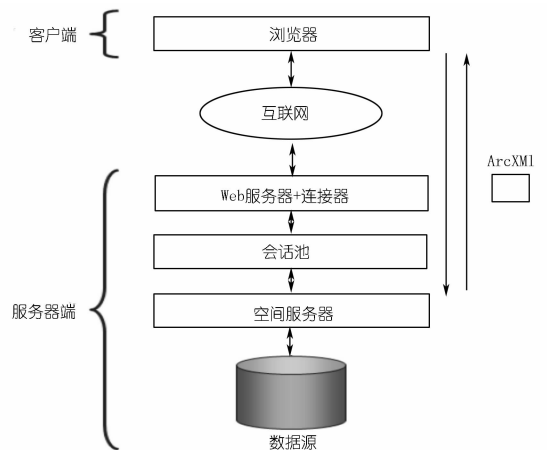 客户端
浏览器
互联网
ArcXMl
Web服务器+连接器
会话池
服务器端
空间服务器
数据源